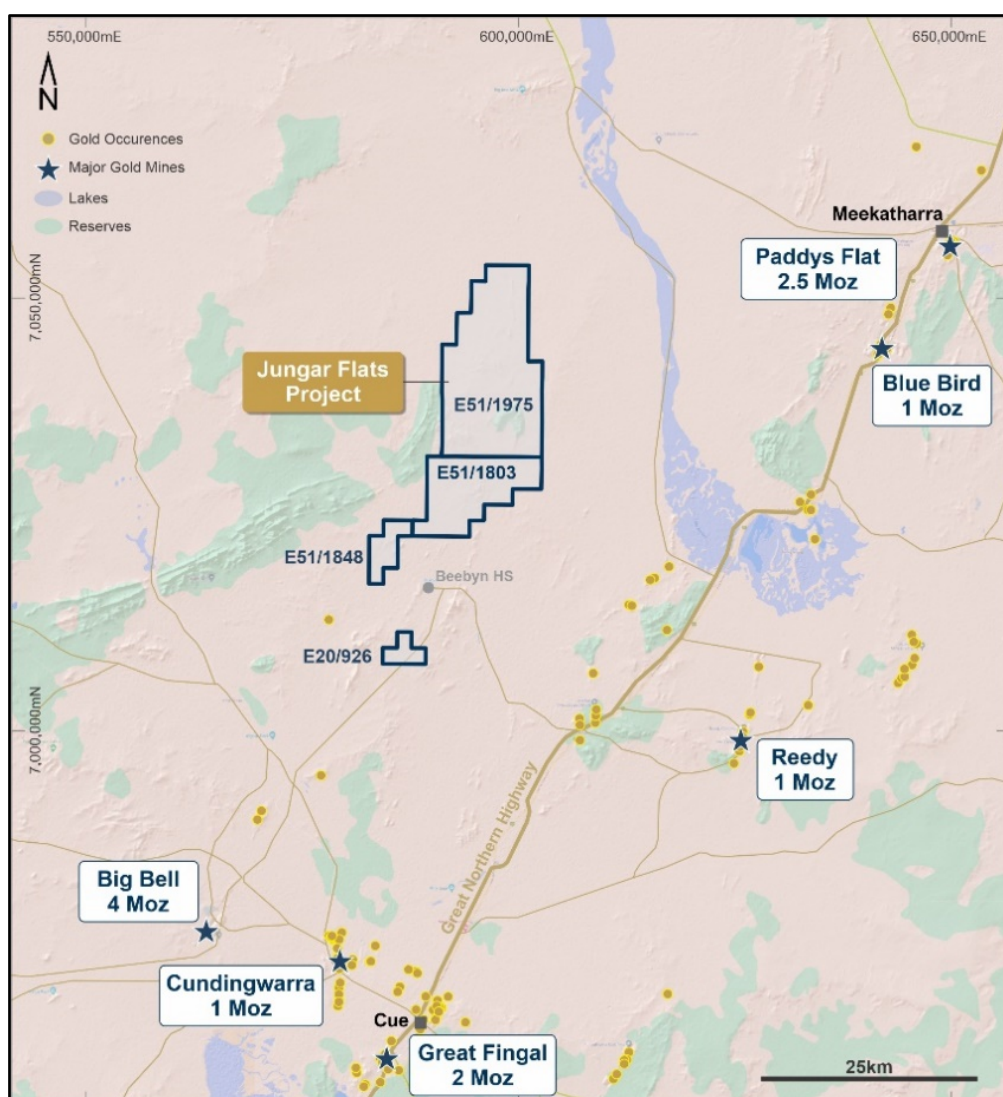 550,000mE
600,000mE
650,000mE
N
Gold Occurences
Major Gold Mines
Lakes
Reserves
7,050,000mN
7,000,000mN
Meekatharra
Paddys Flat
2.5 Moz
Blue Bird
1 Moz
Jungar Flats
Project
E51/1975
E51/1803
E51/1848
Beebyn HS
E20/926
Reedy
1 Moz
Great Northern Highway
Big Bell
4 Moz
Cundingwarra
1 Moz
Cue
Great Fingal
2 Moz
25km